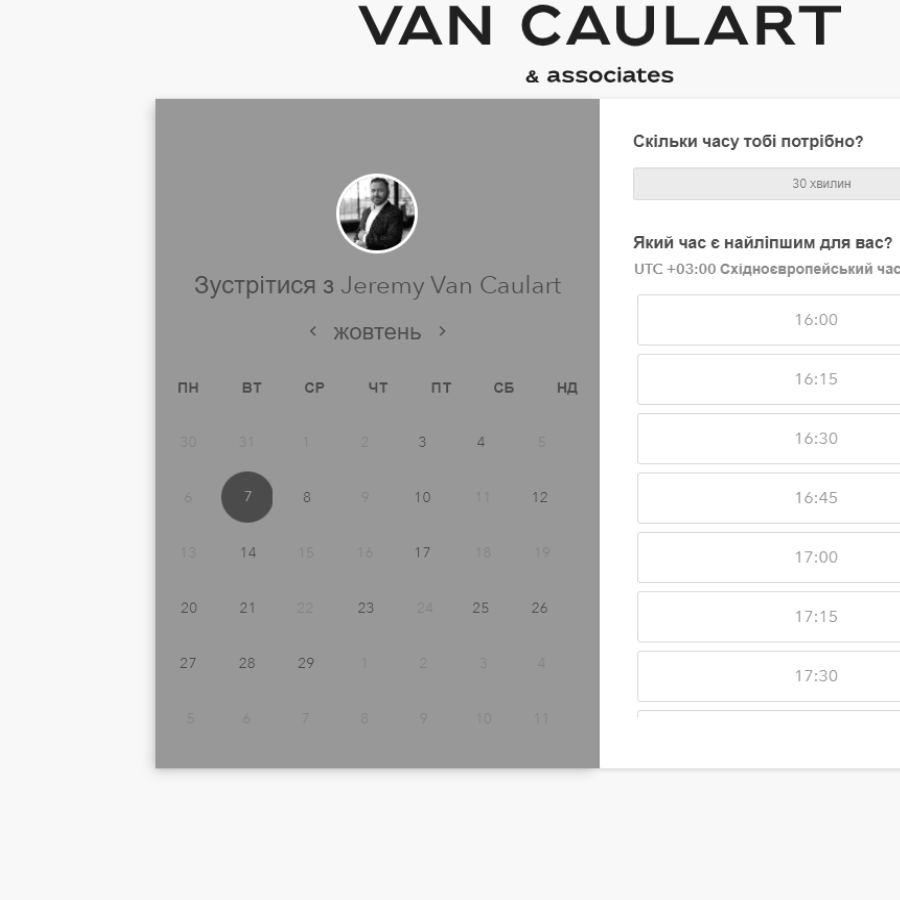 VAN CAULART
& associates
Зустрітися з Jeremy Van Caulart
жовтень
ПН ВТ СР ЧТ ПТ СБ НД
30 31 1 2 3 4 5
6 7 8 9 10 11 12
13 14 15 16 17 18 19
20 21 22 23 24 25 26
27 28 29 1 2 3 4
5 6 7 8 9 10 11
Скільки часу тобі потрібно?
30 хвилин
Який час є найліпшим для вас?
UTC +03:00 Східноєвропейський час
16:00
16:15
16:30
16:45
17:00
17:15
17:30